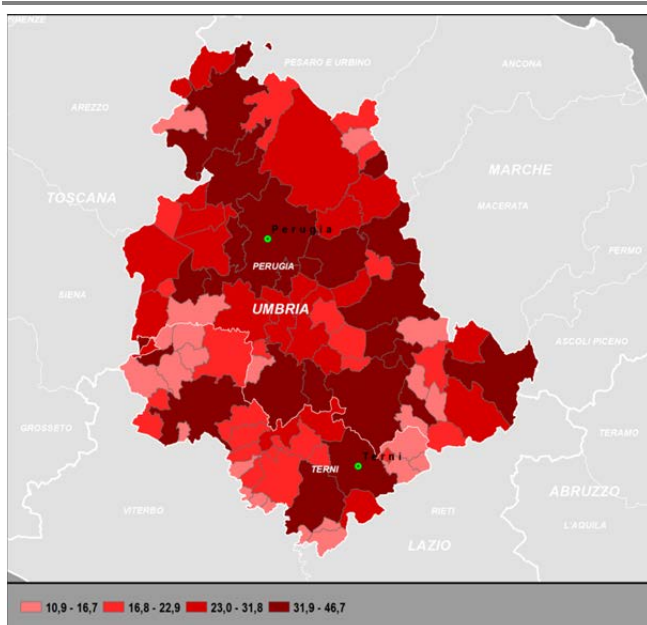 PESARO E URBINO
ANCONA
AREZZO
MARCHE
TOSCANA
MACERATA
Perugia
FERMO
PERUGIA
SIENA
UMBRIA
ASCOLI PICENO
GROSSETO
TERAMO
Terni
TERNI
ABRUZZO
VITERBO
RIETI
L'AQUILA
LAZIO
10,9 - 16,7 16,8 - 22,9 23,0 - 31,8 31,9 - 46,7